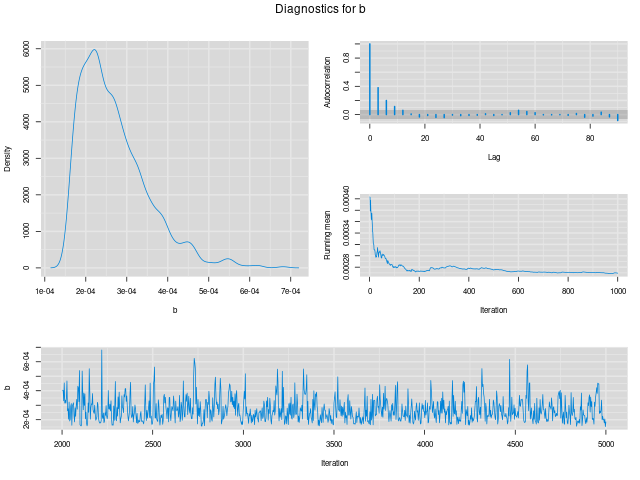 Diagnostics for b
Density
0
1000
2000
3000
4000
5000
6000
1e-04
2e-04
3e-04
4e-04
5e-04
6e-04
7e-04
b
Autocorrelation
0.0
0.4
0.8
0
20
40
60
80
Lag
Running mean
0.00028
0.00034
0.00040
0
200
400
600
800
1000
Iteration
b
2e-04
4e-04
6e-04
2000
2500
3000
3500
4000
4500
5000
Iteration